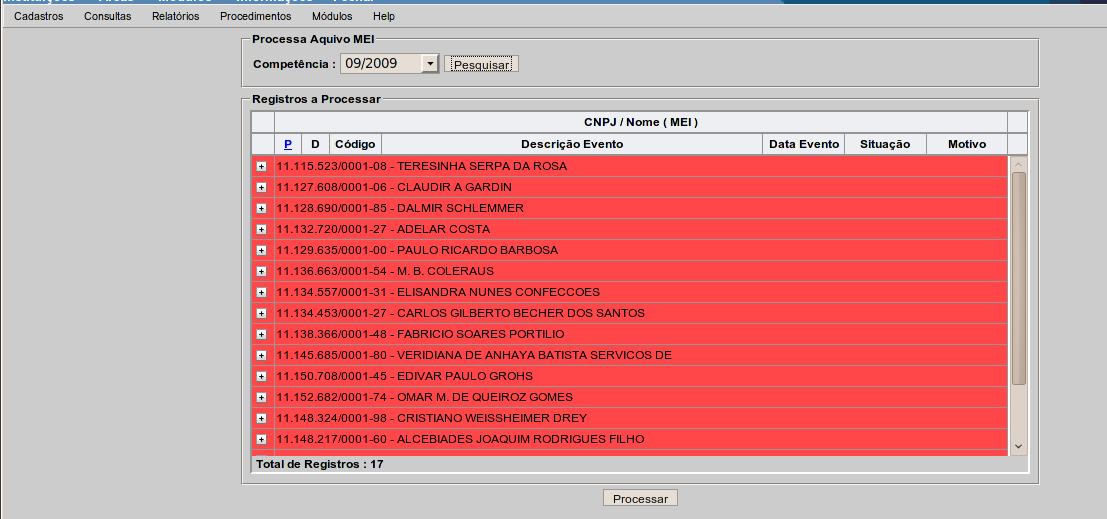 Cadastros Consultas Relatórios Procedimentos Módulos Help
Processa Aquivo MEI
Competência : 09/2009 Pesquisar
Registros a Processar
CNPJ / Nome ( MEI )
P D Código Descrição Evento Data Evento Situação Motivo
11.115.523/0001-08 - TERESINHA SERPA DA ROSA
11.127.608/0001-06 - CLAUDIR A GARDIN
11.128.690/0001-85 - DALMIR SCHLEMMER
11.132.720/0001-27 - ADELAR COSTA
11.129.635/0001-00 - PAULO RICARDO BARBOSA
11.136.663/0001-54 - M. B. COLERAUS
11.134.557/0001-31 - ELISANDRA NUNES CONFECCOES
11.134.453/0001-27 - CARLOS GILBERTO BECHER DOS SANTOS
11.138.366/0001-48 - FABRICIO SOARES PORTILIO
11.145.685/0001-80 - VERIDIANA DE ANHAYA BATISTA SERVICOS DE
11.150.708/0001-45 - EDIVAR PAULO GROHS
11.152.682/0001-74 - OMAR M. DE QUEIROZ GOMES
11.148.324/0001-98 - CRISTIANO WEISSHEIMER DREY
11.148.217/0001-60 - ALCEBIADES JOAQUIM RODRIGUES FILHO
Total de Registros : 17
Processar